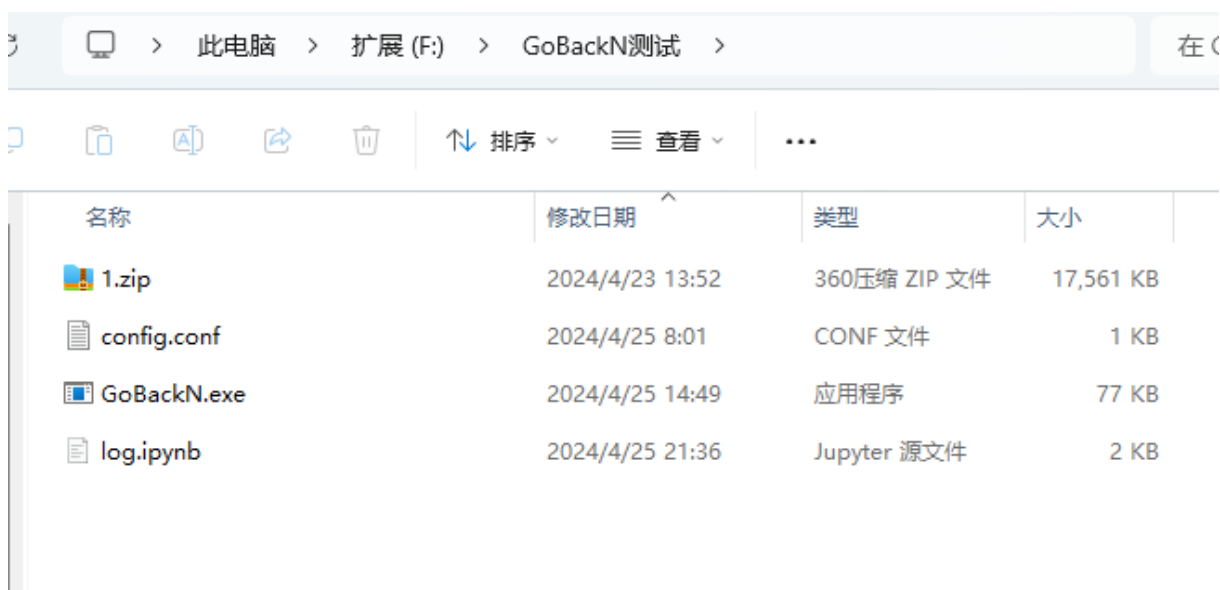 此电脑 > 扩展 (F:) > GoBackN测试 >
在
排序 查看 ...
名称 修改日期 类型 大小
1.zip 2024/4/23 13:52 360压缩 ZIP 文件 17,561 KB
config.conf 2024/4/25 8:01 CONF 文件 1 KB
GoBackN.exe 2024/4/25 14:49 应用程序 77 KB
log.ipynb 2024/4/25 21:36 Jupyter 源文件 2 KB